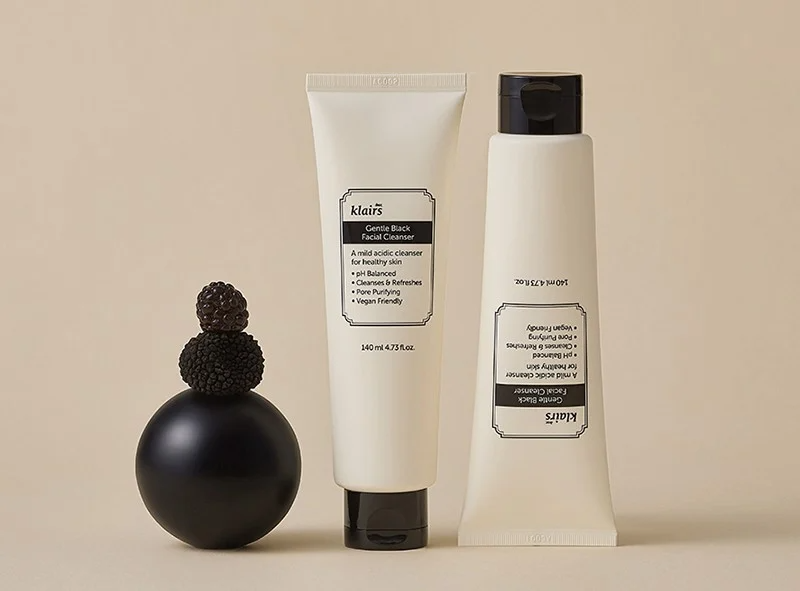 dear,
klairs
Gentle Black
Facial Cleanser
A mild acidic cleanser
for healthy skin
• pH Balanced
• Cleanses & Refreshes
• Pore Purifying
• Vegan Friendly
140 ml 4.73 fl.oz.
dear,
klairs
Gentle Black
Facial Cleanser
A mild acidic cleanser
for healthy skin
• pH Balanced
• Cleanses & Refreshes
• Pore Purifying
• Vegan Friendly
140 ml 4.73 fl.oz.